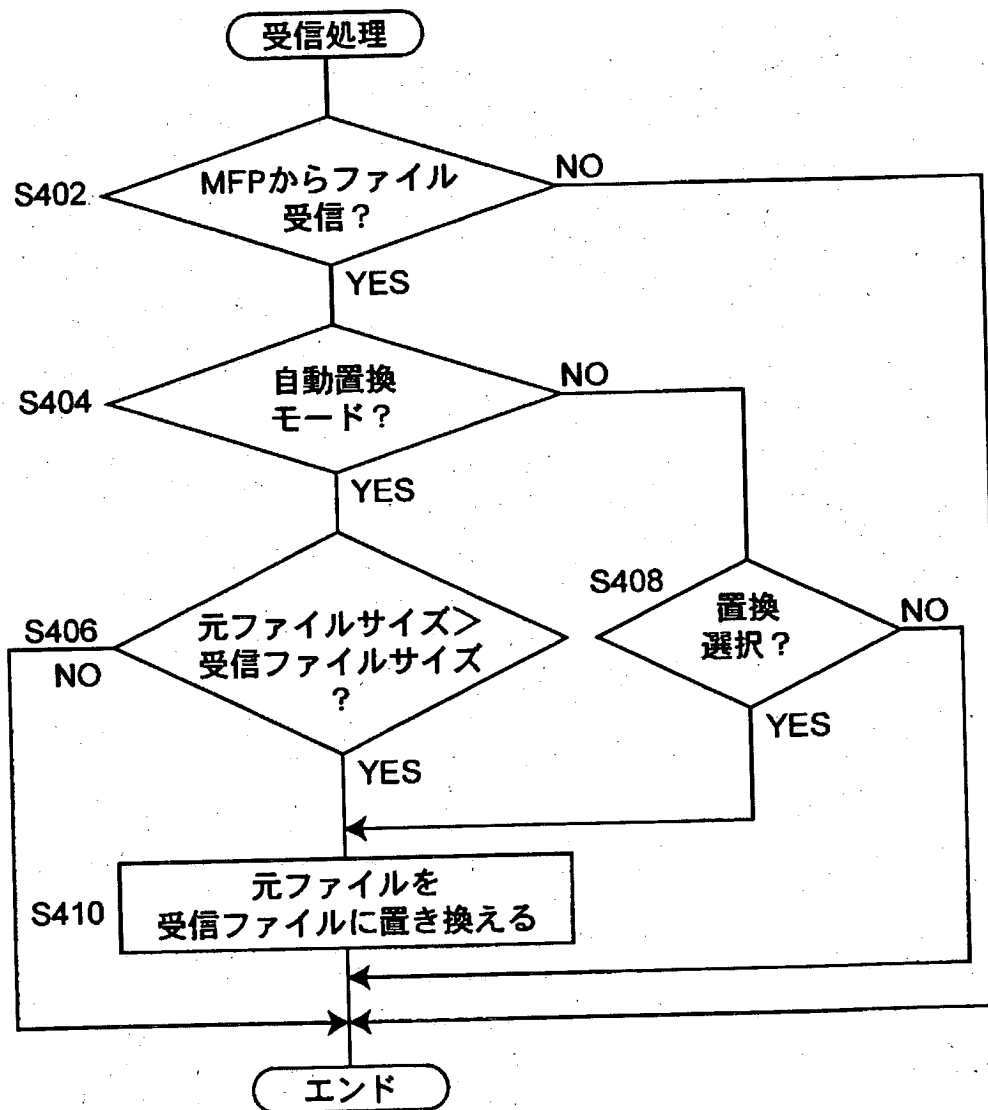 受信処理
S402
MFPからファイル
受信？
NO
YES
S404
自動置換
モード？
NO
YES
S406
NO
元ファイルサイズ＞
受信ファイルサイズ
？
YES
S408
置換
選択？
NO
YES
S410
元ファイルを
受信ファイルに置き換える
エンド